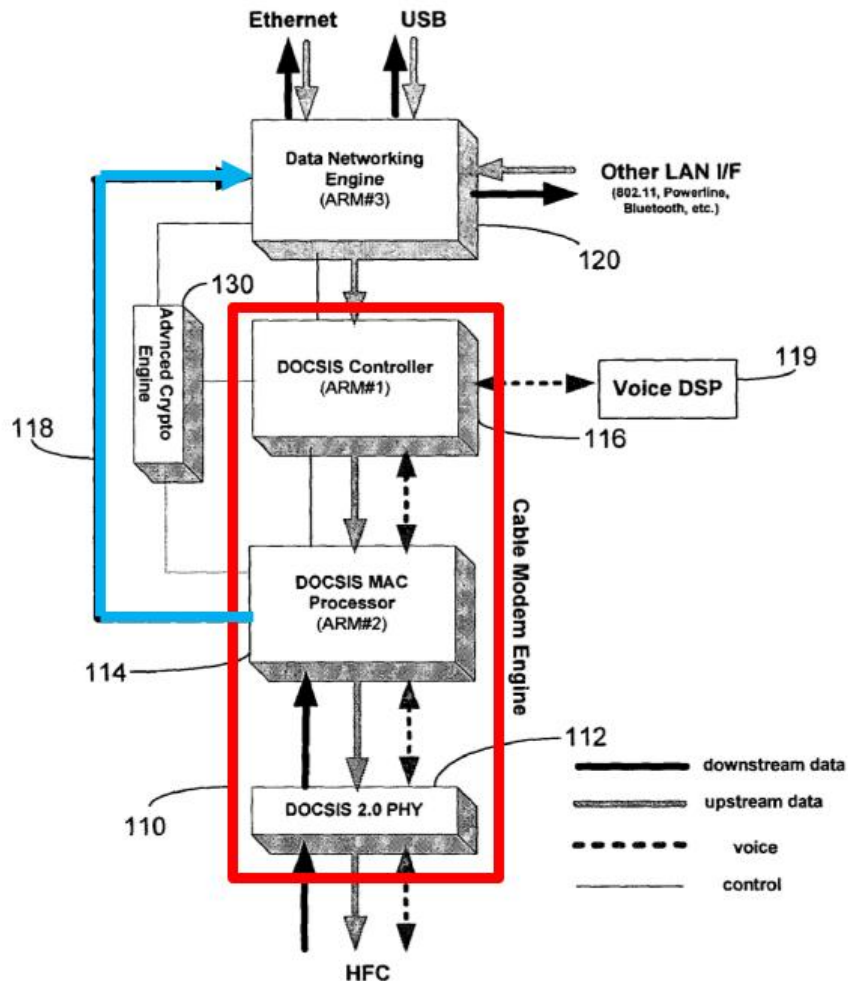 Ethernet
USB
Data Networking
Engine
(ARM#3)
Other LAN I/F
(802.11, Powerline,
Bluetooth, etc.)
120
130
Advnced Crypto
Engine
DOCSIS Controller
(ARM#1)
Voice DSP
119
116
118
Cable Modem Engine
DOCSIS MAC
Processor
(ARM#2)
114
112
DOCSIS 2.0 PHY
110
downstream data
upstream data
voice
control
HFC